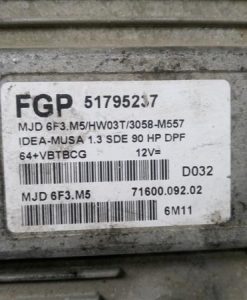 FGP 51795237
MJD 6F3.M5/HW03T/3058-M557
IDEA-MUSA 1.3 SDE 90 HP DPF
64+VBTBCG 12V=
D032
MJD 6F3.M5 71600.092.02
6M11